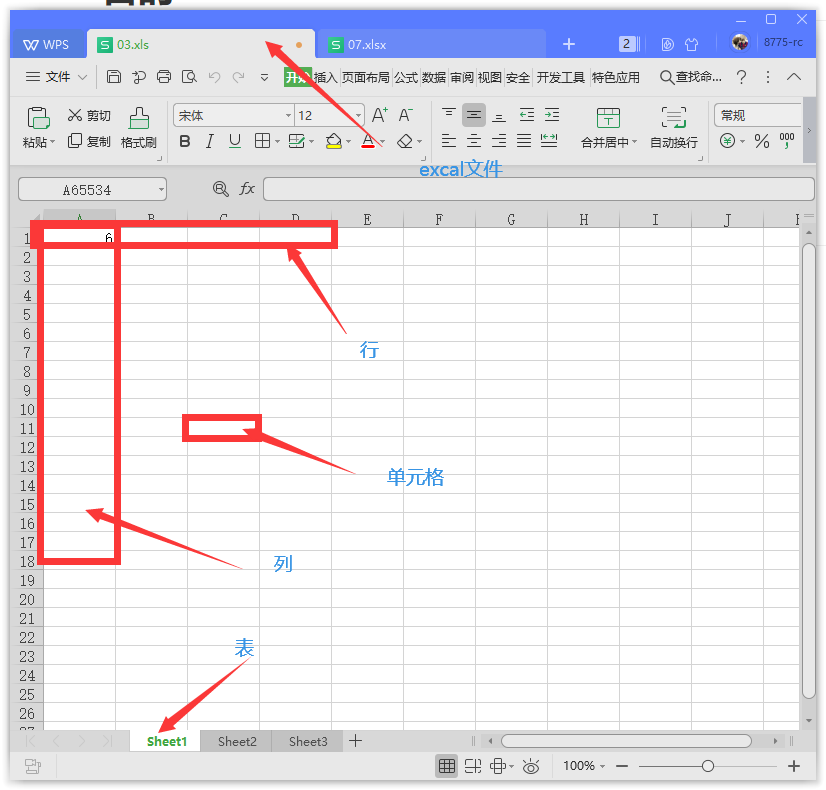 WPS 03.xls 07.xlsx 2 8775-rc
文件 开始 插入 页面布局 公式 数据 审阅 视图 安全 开发工具 特色应用 查找命... ?
粘贴 剪切 复制 格式刷 宋体 12 A+ A- B I U A 合并居中 自动换行 常规 ¥ % 000
excal文件
A65534 fx
A B C D E F G H I J
1 6
2
3
4
5
6
行
7
8
9
10
11
12
13
单元格
14
15
16
17
18
列
19
20
21
22
表
23
24
25
26
27
Sheet1 Sheet2 Sheet3 +
100% − +